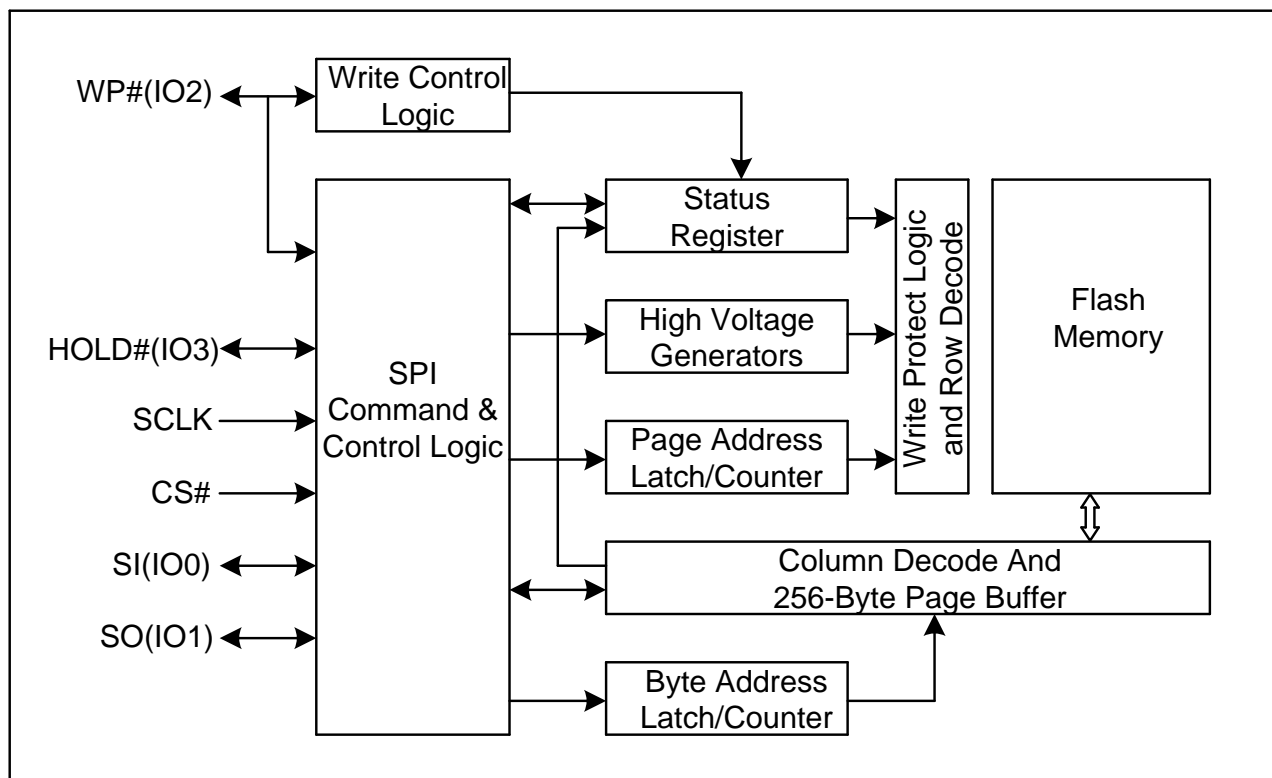 WP#(IO2)
Write Control
Logic
Status
Register
Write Protect Logic
and Row Decode
Flash
Memory
High Voltage
Generators
HOLD#(IO3)
SPI
Command &
Control Logic
SCLK
Page Address
Latch/Counter
CS#
SI(IO0)
Column Decode And
256-Byte Page Buffer
SO(IO1)
Byte Address
Latch/Counter